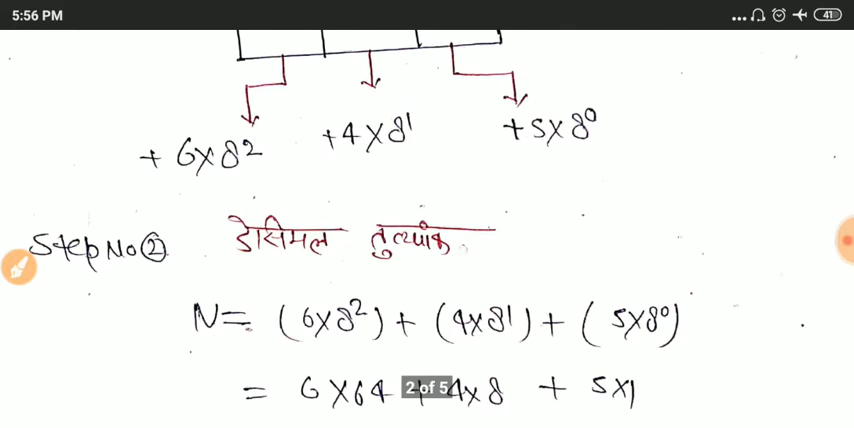 5:56 PM 41
+ 6×8² +4×8¹ +5×8⁰
Step No ② डेसिमल तुल्यांक
N= (6×8²) + (4×8¹) + (5×8⁰)
= 6×64 + 4×8 + 5×1
2 of 5